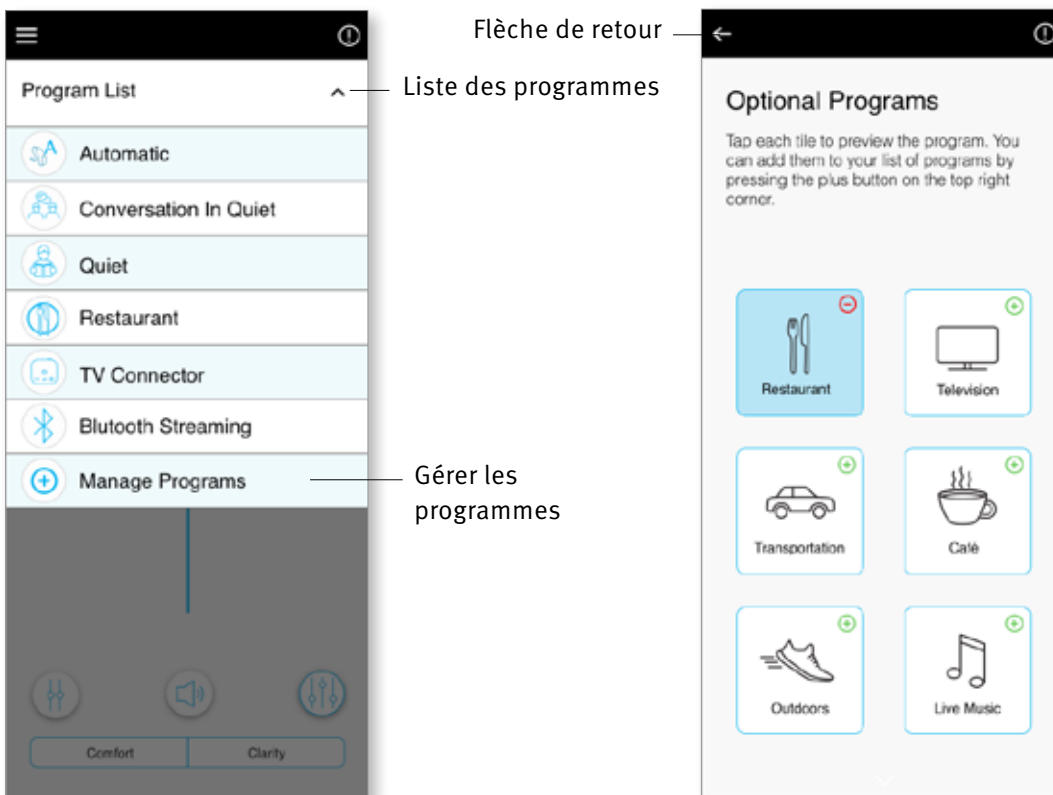 Program List
Automatic
Conversation In Quiet
Quiet
Restaurant
TV Connector
Blutooth Streaming
Manage Programs
Comfort
Clarity
Flèche de retour
Liste des programmes
Gérer les
programmes
Optional Programs
Tap each tile to preview the program. You
can add them to your list of programs by
pressing the plus button on the top right
corner.
Restaurant
Television
Transportation
Café
Outdoors
Live Music